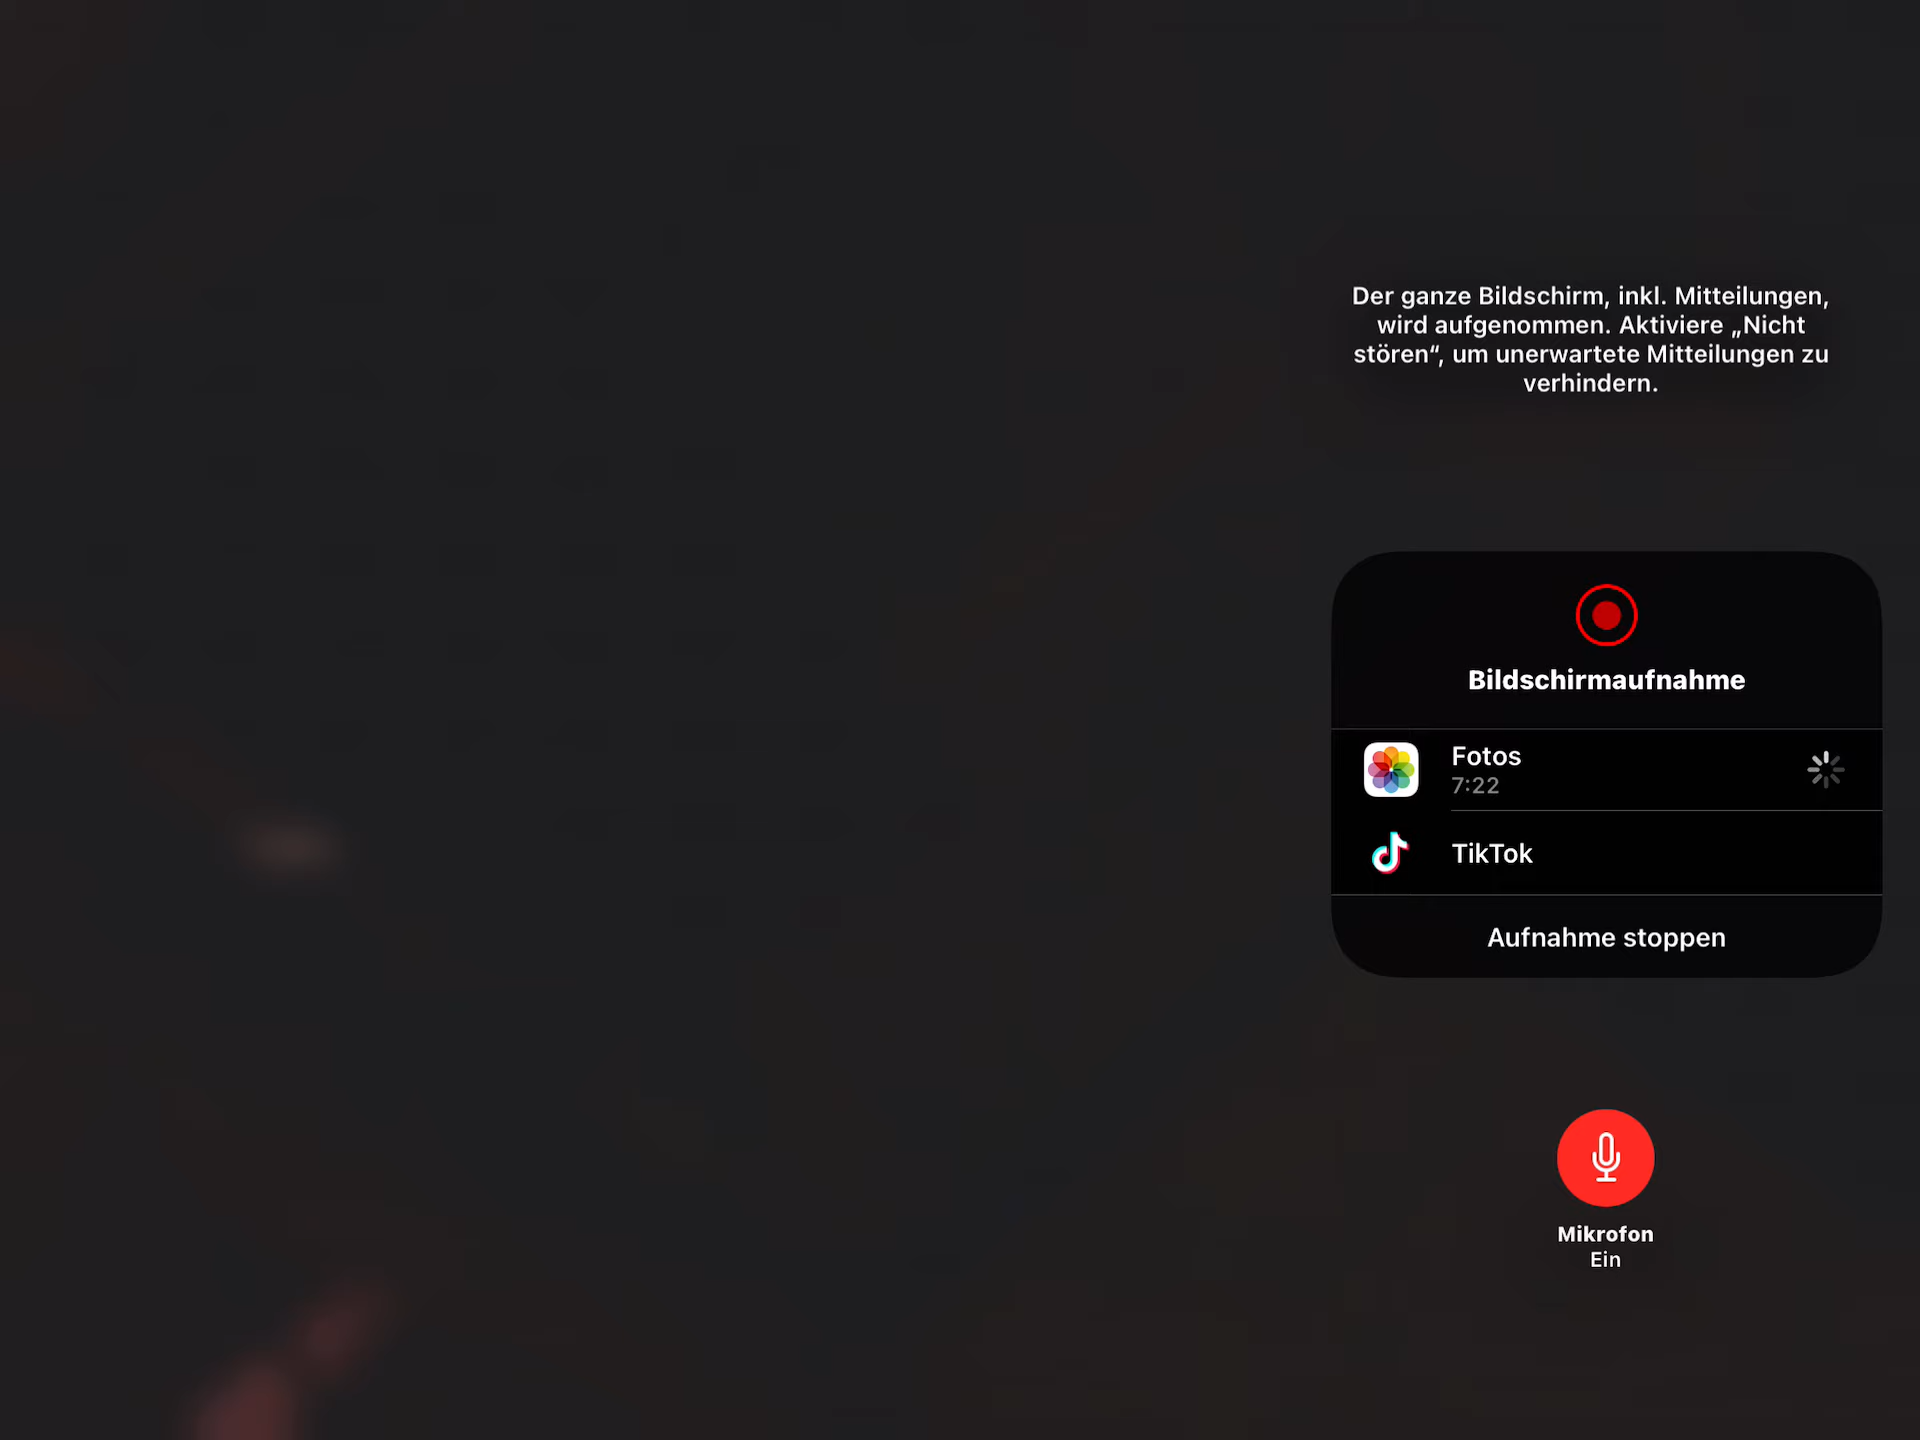 Der ganze Bildschirm, inkl. Mitteilungen,
wird aufgenommen. Aktiviere „Nicht
stören“, um unerwartete Mitteilungen zu
verhindern.
Bildschirmaufnahme
Fotos
7:22
TikTok
Aufnahme stoppen
Mikrofon
Ein